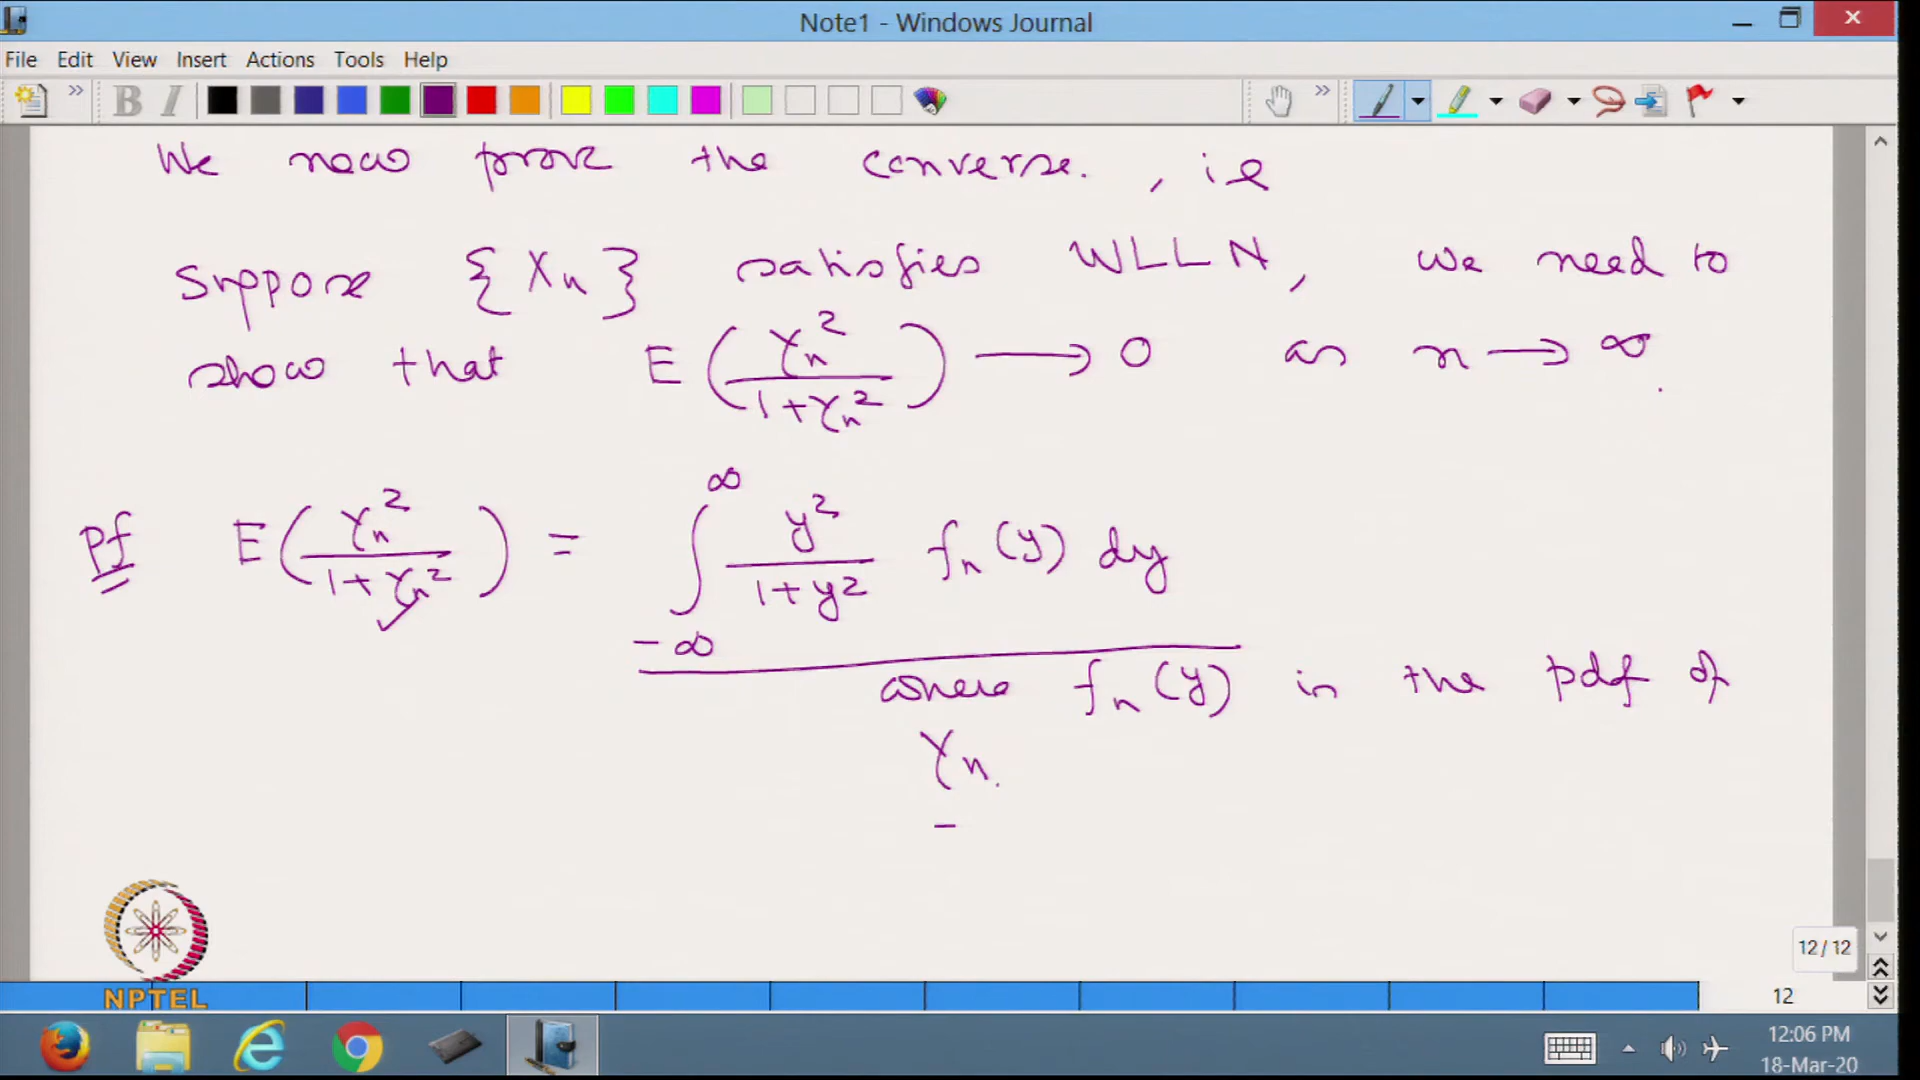 Note1 - Windows Journal
File Edit View Insert Actions Tools Help
B I
We now prove the converse. , ie
Suppose {Xn} satisfies WLLN, we need to
show that E(Yn²/(1+Yn²)) → 0 as n → ∞.
Pf E(Yn²/(1+Yn²)) = ∫_{-∞}^{∞} y²/(1+y²) fn(y) dy
where fn(y) is the pdf of
Yn.
12 / 12
NPTEL
12
12:06 PM
18-Mar-20